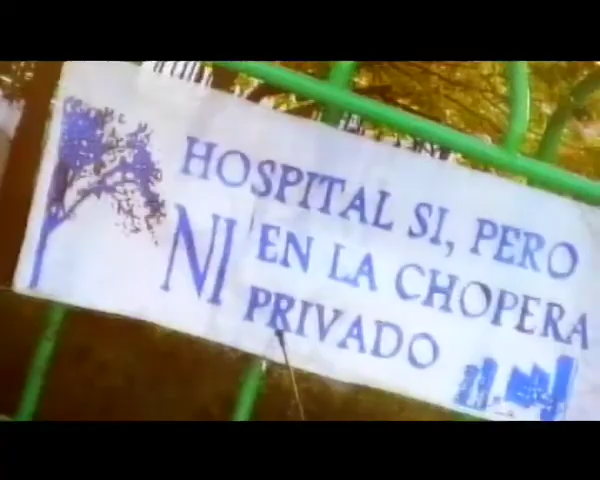 HOSPITAL SI, PERO
NI EN LA CHOPERA
PRIVADO